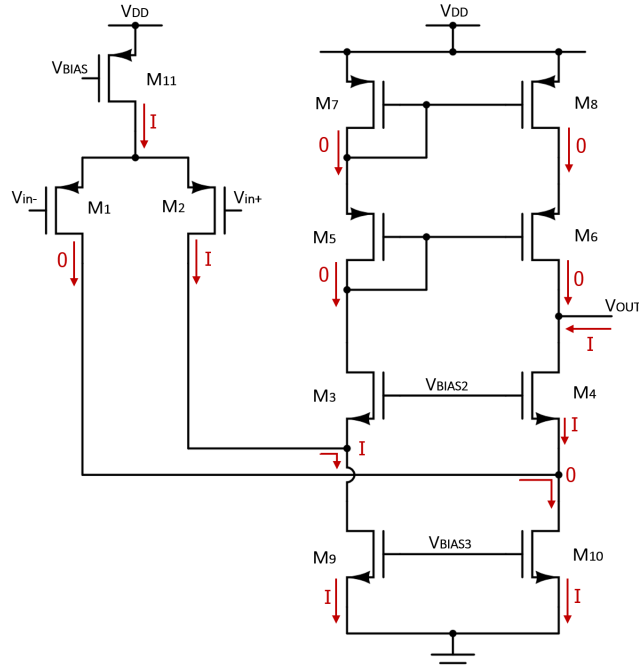 VDD
VDD
VBIAS
M11
I
M7
M8
0
0
Vin-
M1
M2
Vin+
0
I
M5
M6
0
0
VOUT
I
M3
VBIAS2
M4
I
I
0
M9
VBIAS3
M10
I
I